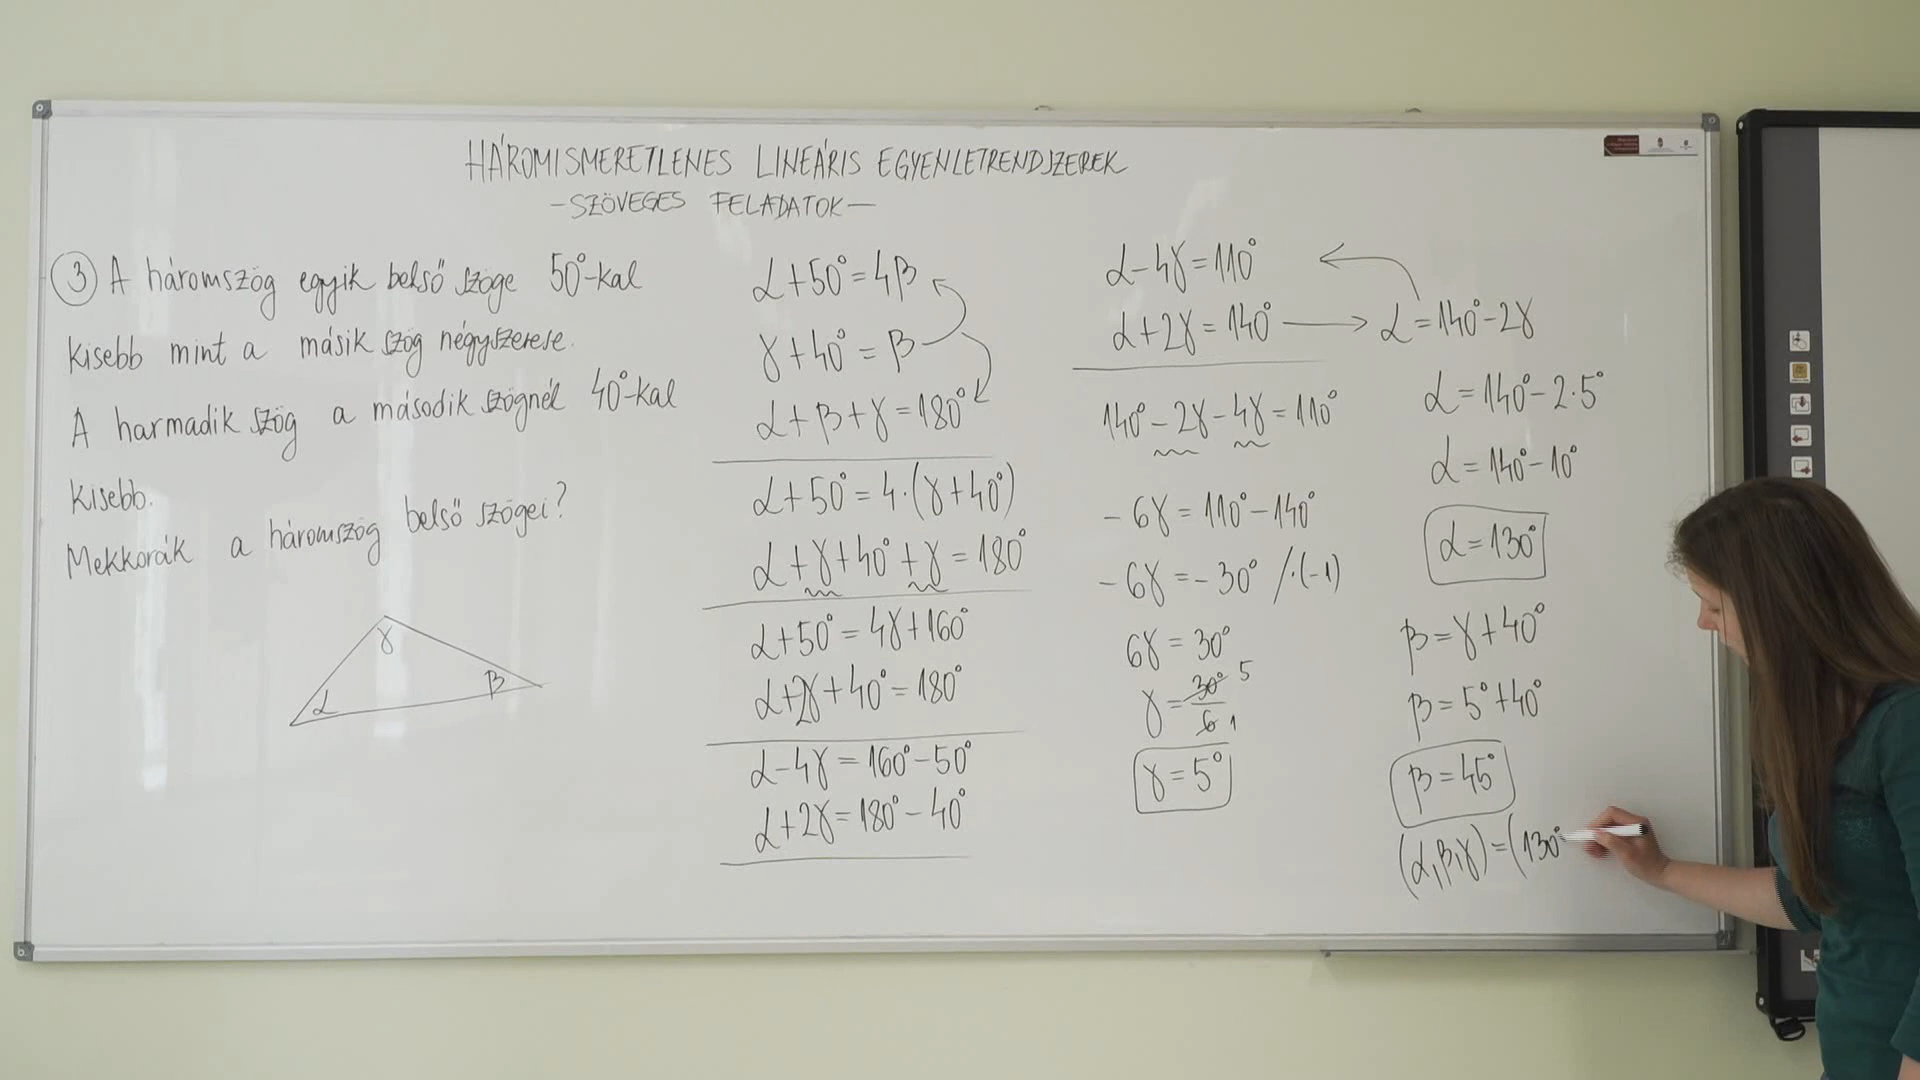 HÁROMISMERETLENES LINEÁRIS EGYENLETRENDSZEREK
-SZÖVEGES FELADATOK-
3 A háromszög egyik belső szöge 50°-kal
kisebb mint a másik szög négyszerese.
A harmadik szög a második szögnél 40°-kal
kisebb.
Mekkorák a háromszög belső szögei?
γ
α
β
α+50°=4β
γ+40°=β
α+β+γ=180°
α+50°=4·(γ+40°)
α+γ+40°+γ=180°
α+50°=4γ+160°
α+2γ+40°=180°
α-4γ=160°-50°
α+2γ=180°-40°
α-4γ=110°
α+2γ=140° → α=140°-2γ
140°-2γ-4γ=110°
-6γ=110°-140°
-6γ=-30° /·(-1)
6γ=30°
γ=30°/6 5 1
γ=5°
α=140°-2·5°
α=140°-10°
α=130°
β=γ+40°
β=5°+40°
β=45°
(α,β,γ)=(130°